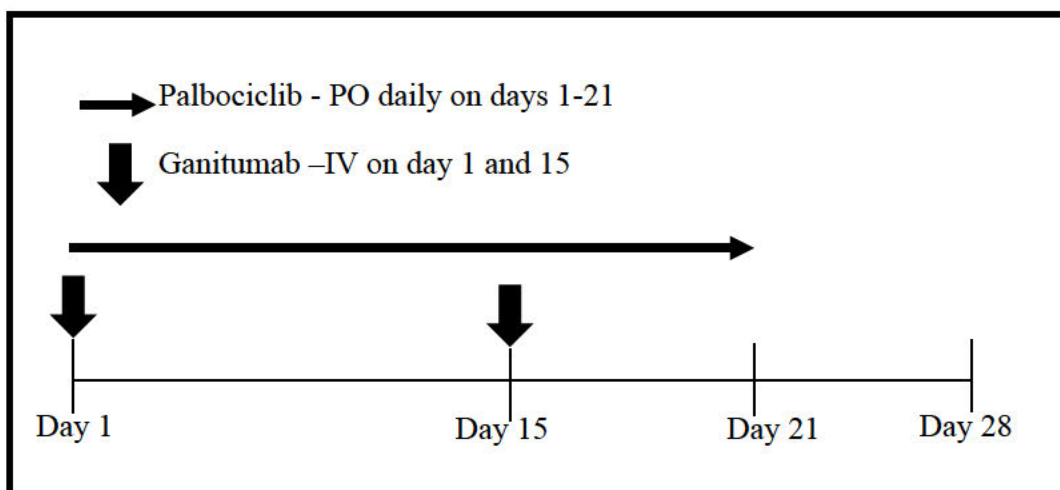 Palbociclib - PO daily on days 1-21
Ganitumab –IV on day 1 and 15
Day 1
Day 15
Day 21
Day 28